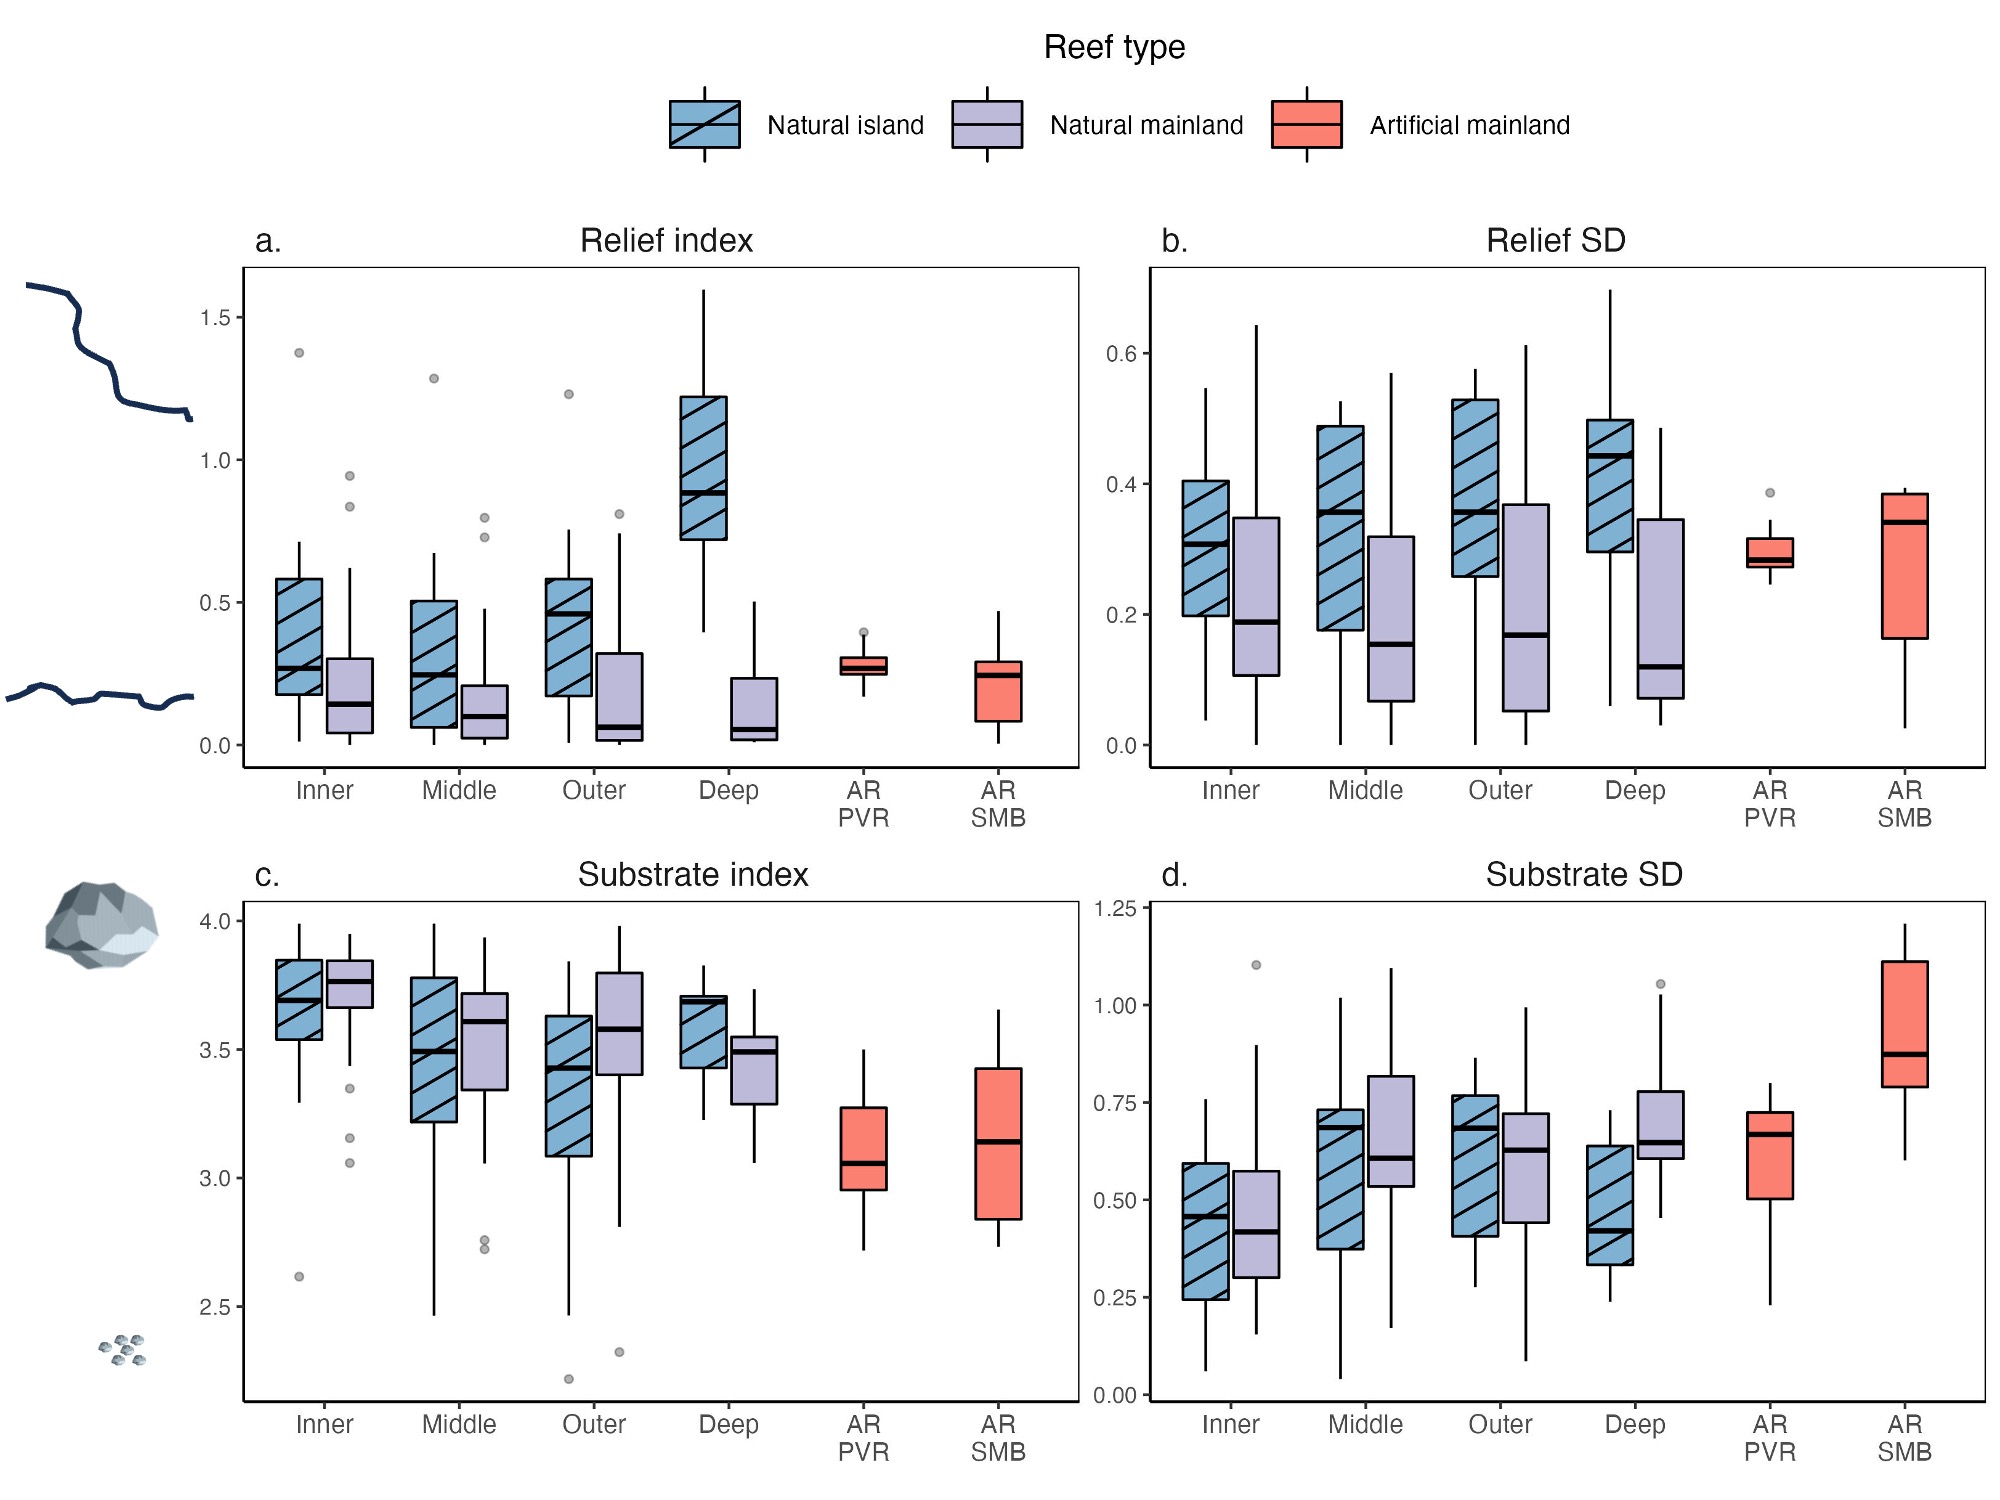 Reef type
Natural island Natural mainland Artificial mainland
a. Relief index
1.5
1.0
0.5
0.0
Inner Middle Outer Deep AR PVR AR SMB
b. Relief SD
0.6
0.4
0.2
0.0
Inner Middle Outer Deep AR PVR AR SMB
c. Substrate index
4.0
3.5
3.0
2.5
Inner Middle Outer Deep AR PVR AR SMB
d. Substrate SD
1.25
1.00
0.75
0.50
0.25
0.00
Inner Middle Outer Deep AR PVR AR SMB